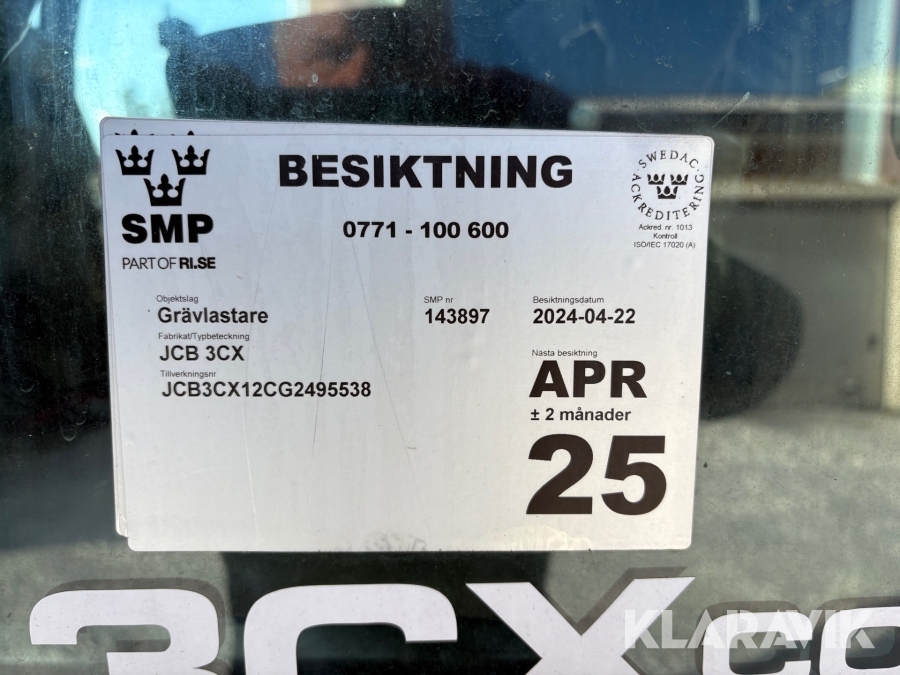 BESIKTNING
0771 - 100 600
SMP
PART OF RI.SE
SWEDAC
ACKREDITERING
Ackred. nr. 1013
Kontroll
ISO/IEC 17020 (A)
Objektslag
Grävlastare
SMP nr
143897
Besiktningsdatum
2024-04-22
Fabrikat/Typbeteckning
JCB 3CX
Tillverkningsnr
JCB3CX12CG2495538
Nästa besiktning
APR
± 2 månader
25
3CX co
KLARAVIK